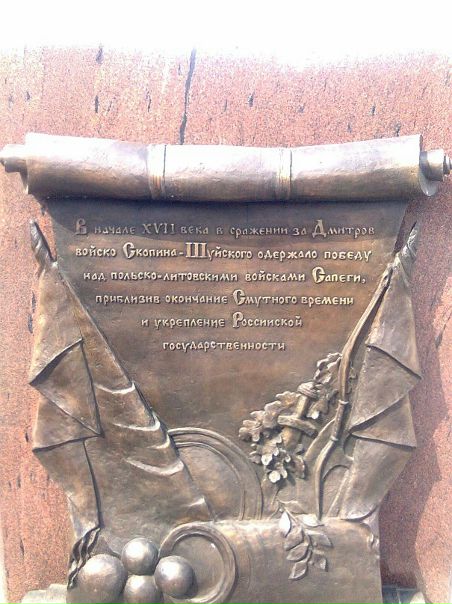 В начале XVII века в сражении за Дмитров
войско Скопина-Шуйского одержало победу
над польско-литовскими войсками Сапеги,
приблизив окончание Смутного времени
и укрепление Российской
государственности